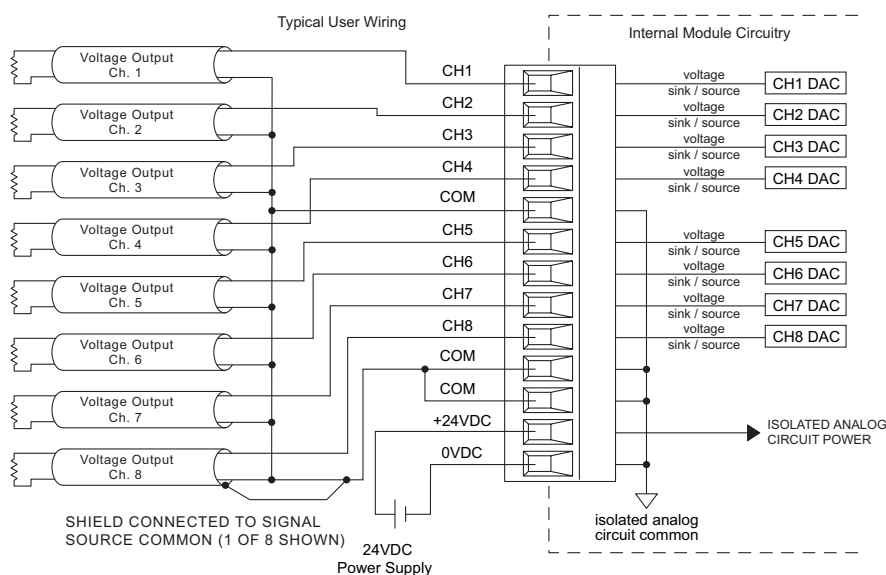 Typical User Wiring
Internal Module Circuitry
Voltage Output
Ch. 1
Voltage Output
Ch. 2
Voltage Output
Ch. 3
Voltage Output
Ch. 4
Voltage Output
Ch. 5
Voltage Output
Ch. 6
Voltage Output
Ch. 7
Voltage Output
Ch. 8
CH1
CH2
CH3
CH4
COM
CH5
CH6
CH7
CH8
COM
COM
+24VDC
0VDC
voltage
sink / source
CH1 DAC
voltage
sink / source
CH2 DAC
voltage
sink / source
CH3 DAC
voltage
sink / source
CH4 DAC
voltage
sink / source
CH5 DAC
voltage
sink / source
CH6 DAC
voltage
sink / source
CH7 DAC
voltage
sink / source
CH8 DAC
ISOLATED ANALOG
CIRCUIT POWER
isolated analog
circuit common
SHIELD CONNECTED TO SIGNAL
SOURCE COMMON (1 OF 8 SHOWN)
24VDC
Power Supply